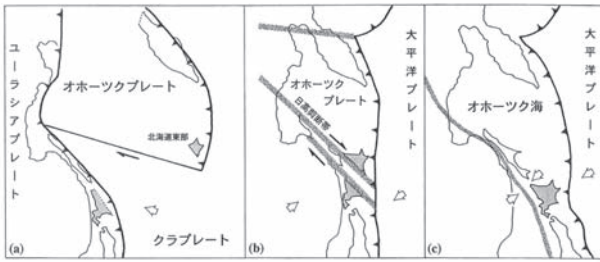 ユーラシアプレート
オホーツクプレート
北海道東部
クラプレート
(a)
太平洋プレート
オホーツク
プレート
日高剪断帯
(b)
太平洋プレート
オホーツク海
(c)